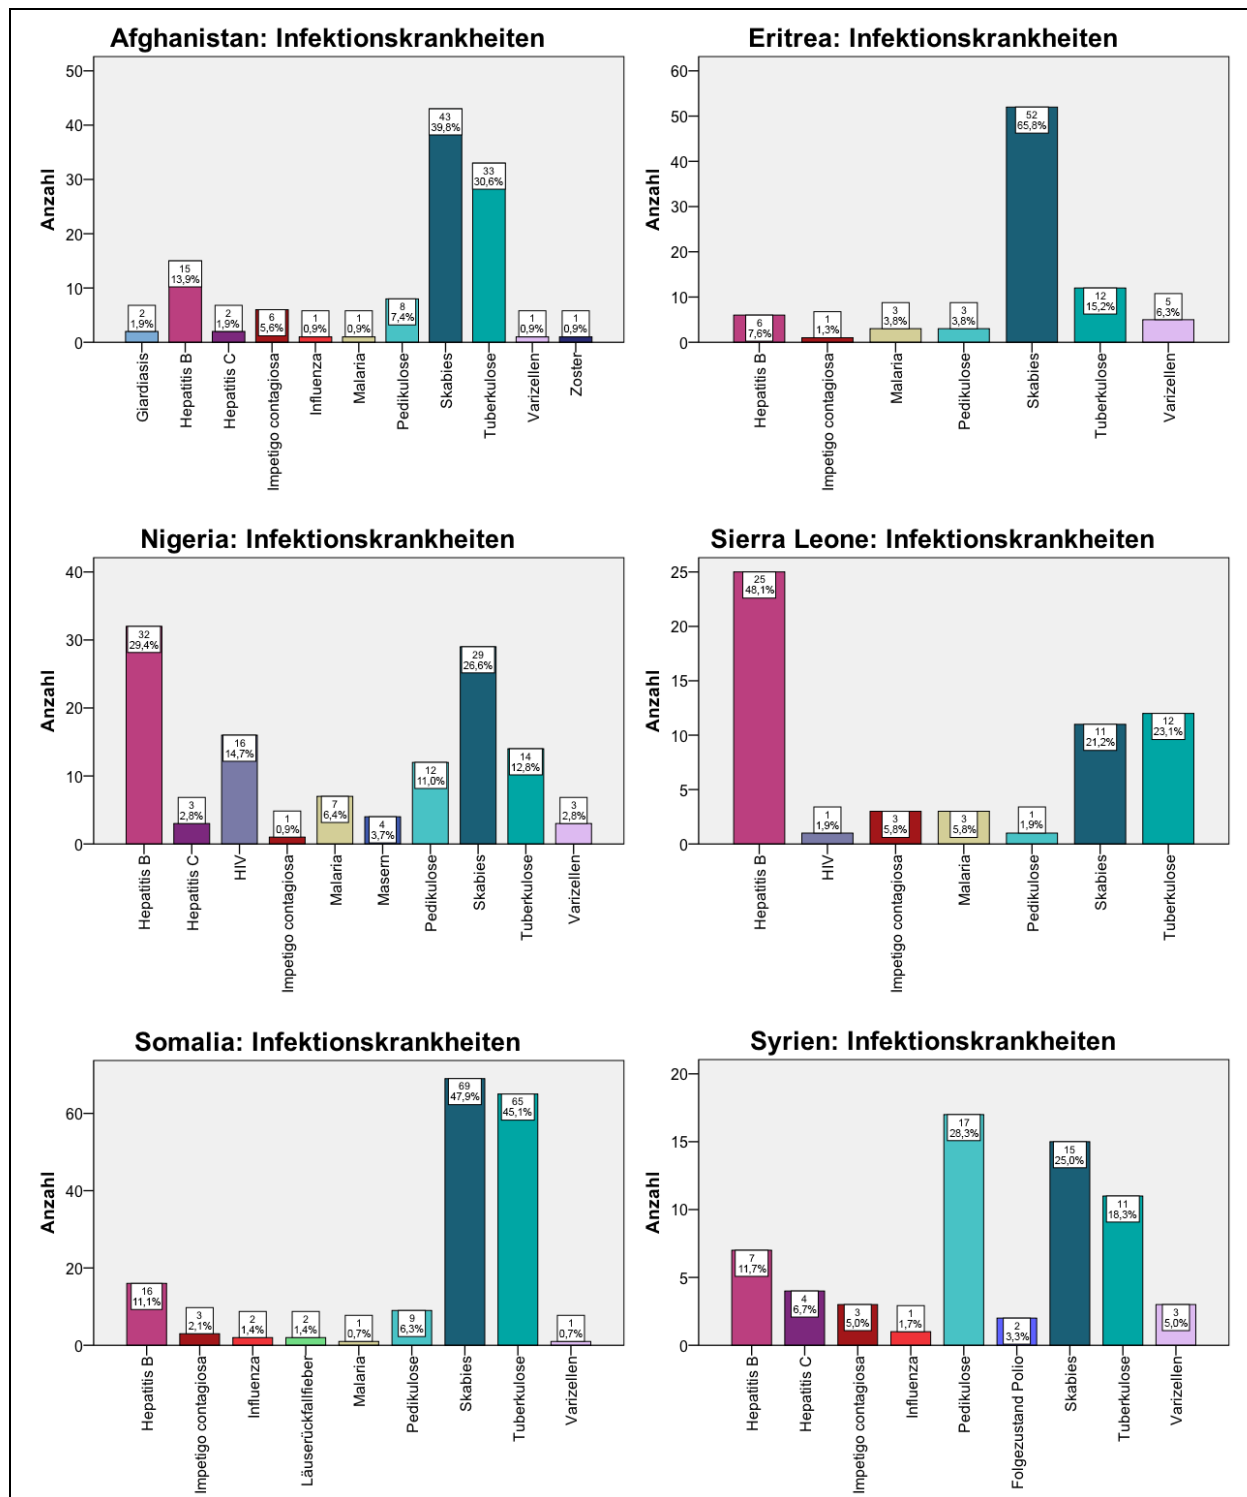 Afghanistan: Infektionskrankheiten
Anzahl
50
40
30
20
10
0
2
1,9%
15
13,9%
2
1,9%
6
5,6%
1
0,9%
1
0,9%
8
7,4%
43
39,8%
33
30,6%
1
0,9%
1
0,9%
Giardiasis
Hepatitis B
Hepatitis C
Impetigo contagiosa
Influenza
Malaria
Pedikulose
Skabies
Tuberkulose
Varizellen
Zoster
Eritrea: Infektionskrankheiten
Anzahl
60
50
40
30
20
10
0
6
7,6%
1
1,3%
3
3,8%
3
3,8%
52
65,8%
12
15,2%
5
6,3%
Hepatitis B
Impetigo contagiosa
Malaria
Pedikulose
Skabies
Tuberkulose
Varizellen
Nigeria: Infektionskrankheiten
Anzahl
40
30
20
10
0
32
29,4%
3
2,8%
16
14,7%
1
0,9%
7
6,4%
4
3,7%
12
11,0%
29
26,6%
14
12,8%
3
2,8%
Hepatitis B
Hepatitis C
HIV
Impetigo contagiosa
Malaria
Masern
Pedikulose
Skabies
Tuberkulose
Varizellen
Sierra Leone: Infektionskrankheiten
Anzahl
25
20
15
10
5
0
25
48,1%
1
1,9%
3
5,8%
3
5,8%
1
1,9%
11
21,2%
12
23,1%
Hepatitis B
HIV
Impetigo contagiosa
Malaria
Pedikulose
Skabies
Tuberkulose
Somalia: Infektionskrankheiten
Anzahl
60
40
20
0
16
11,1%
3
2,1%
2
1,4%
2
1,4%
1
0,7%
9
6,3%
69
47,9%
65
45,1%
1
0,7%
Hepatitis B
Impetigo contagiosa
Influenza
Läuserückfallfieber
Malaria
Pedikulose
Skabies
Tuberkulose
Varizellen
Syrien: Infektionskrankheiten
Anzahl
20
15
10
5
0
7
11,7%
4
6,7%
3
5,0%
1
1,7%
17
28,3%
2
3,3%
15
25,0%
11
18,3%
3
5,0%
Hepatitis B
Hepatitis C
Impetigo contagiosa
Influenza
Pedikulose
Folgezustand Polio
Skabies
Tuberkulose
Varizellen